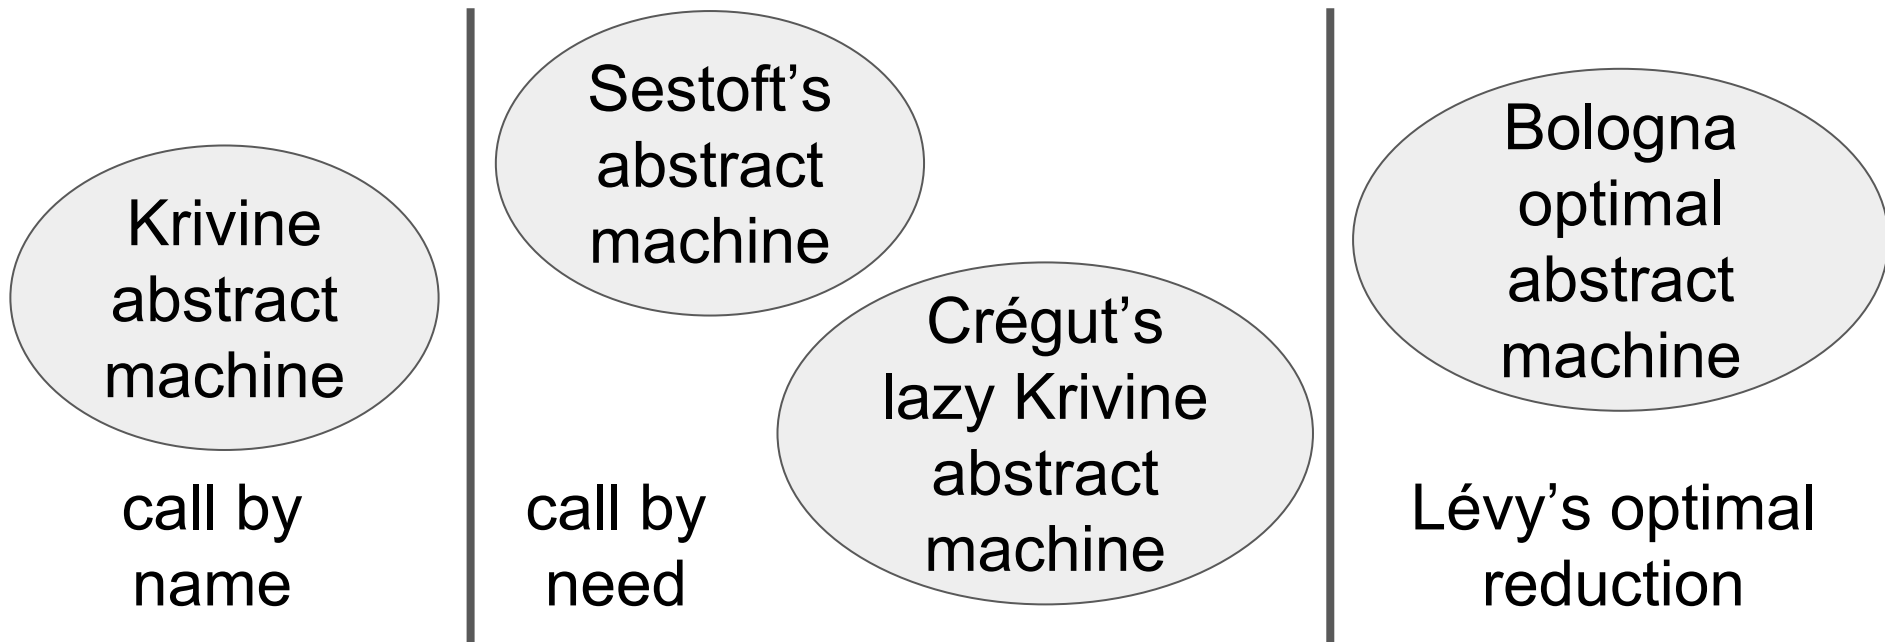 Krivine
abstract
machine
call by
name
Sestoft’s
abstract
machine
Crégut’s
lazy Krivine
abstract
machine
call by
need
Bologna
optimal
abstract
machine
Lévy’s optimal
reduction